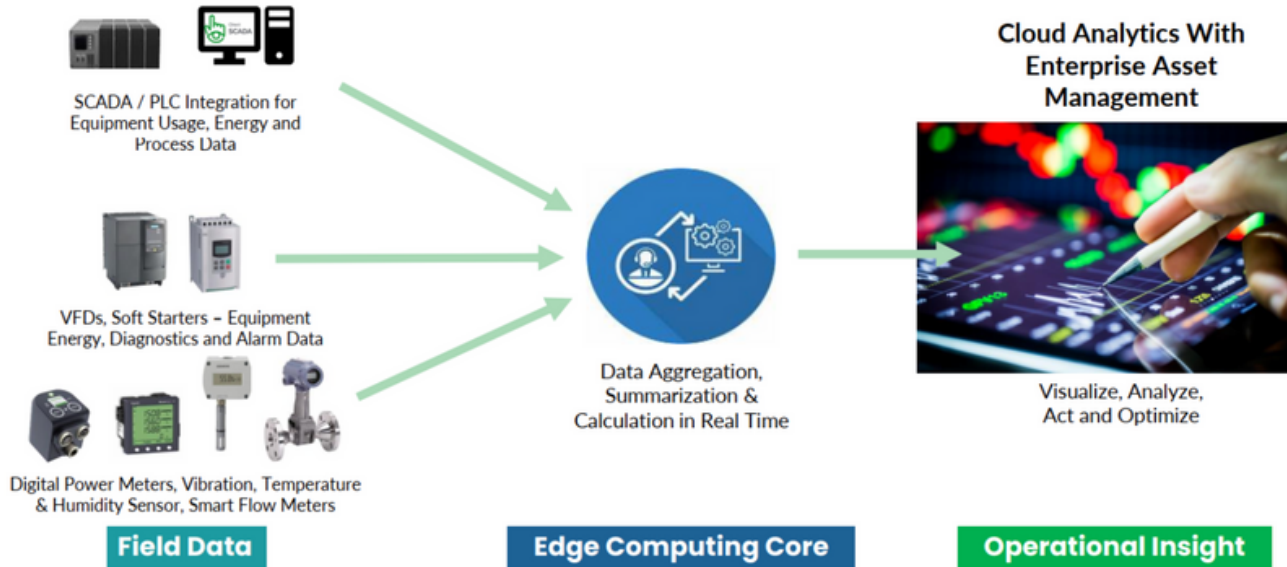 SCADA
SCADA / PLC Integration for
Equipment Usage, Energy and
Process Data
VFDs, Soft Starters – Equipment
Energy, Diagnostics and Alarm Data
Digital Power Meters, Vibration, Temperature
& Humidity Sensor, Smart Flow Meters
Field Data
Data Aggregation,
Summarization &
Calculation in Real Time
Edge Computing Core
Cloud Analytics With
Enterprise Asset
Management
Visualize, Analyze,
Act and Optimize
Operational Insight